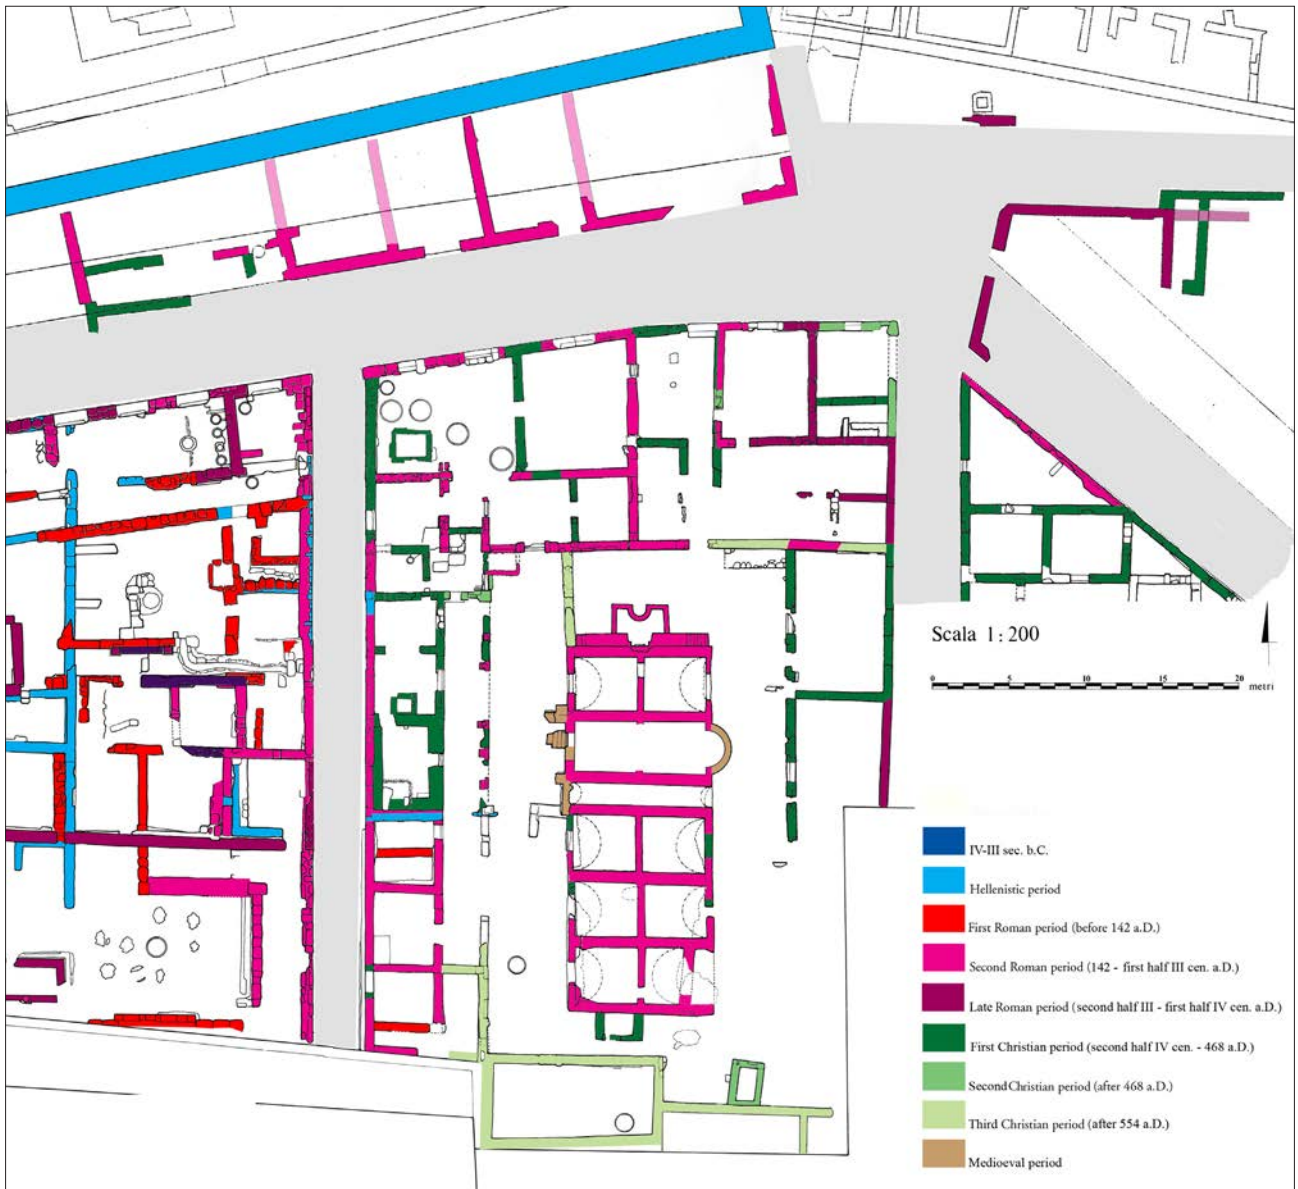 Scala 1:200
0 5 10 15 20 metri
IV-III sec. b.C.
Hellenistic period
First Roman period (before 142 a.D.)
Second Roman period (142 - first half III cen. a.D.)
Late Roman period (second half III - first half IV cen. a.D.)
First Christian period (second half IV cen. - 468 a.D.)
Second Christian period (after 468 a.D.)
Third Christian period (after 554 a.D.)
Medioeval period